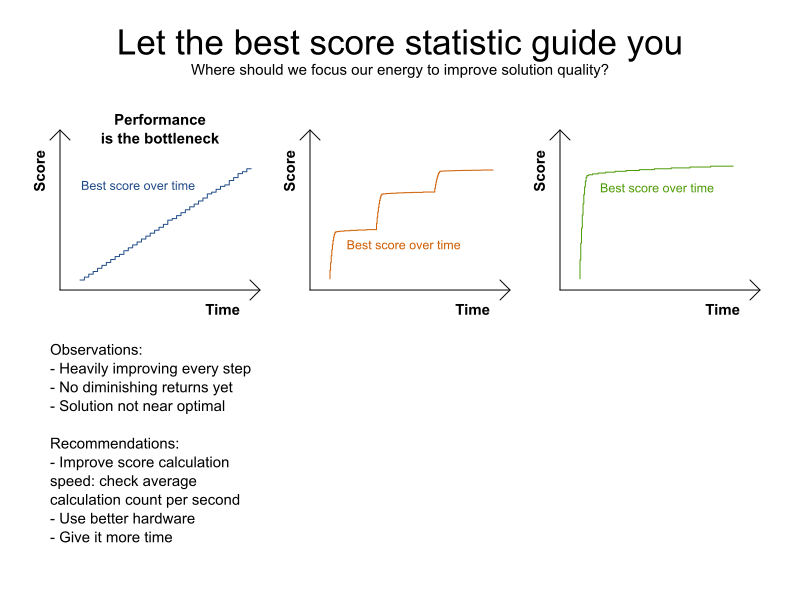 Let the best score statistic guide you
Where should we focus our energy to improve solution quality?
Performance
is the bottleneck
Score
Best score over time
Time
Score
Best score over time
Time
Score
Best score over time
Time
Observations:
- Heavily improving every step
- No diminishing returns yet
- Solution not near optimal
Recommendations:
- Improve score calculation
speed: check average
calculation count per second
- Use better hardware
- Give it more time